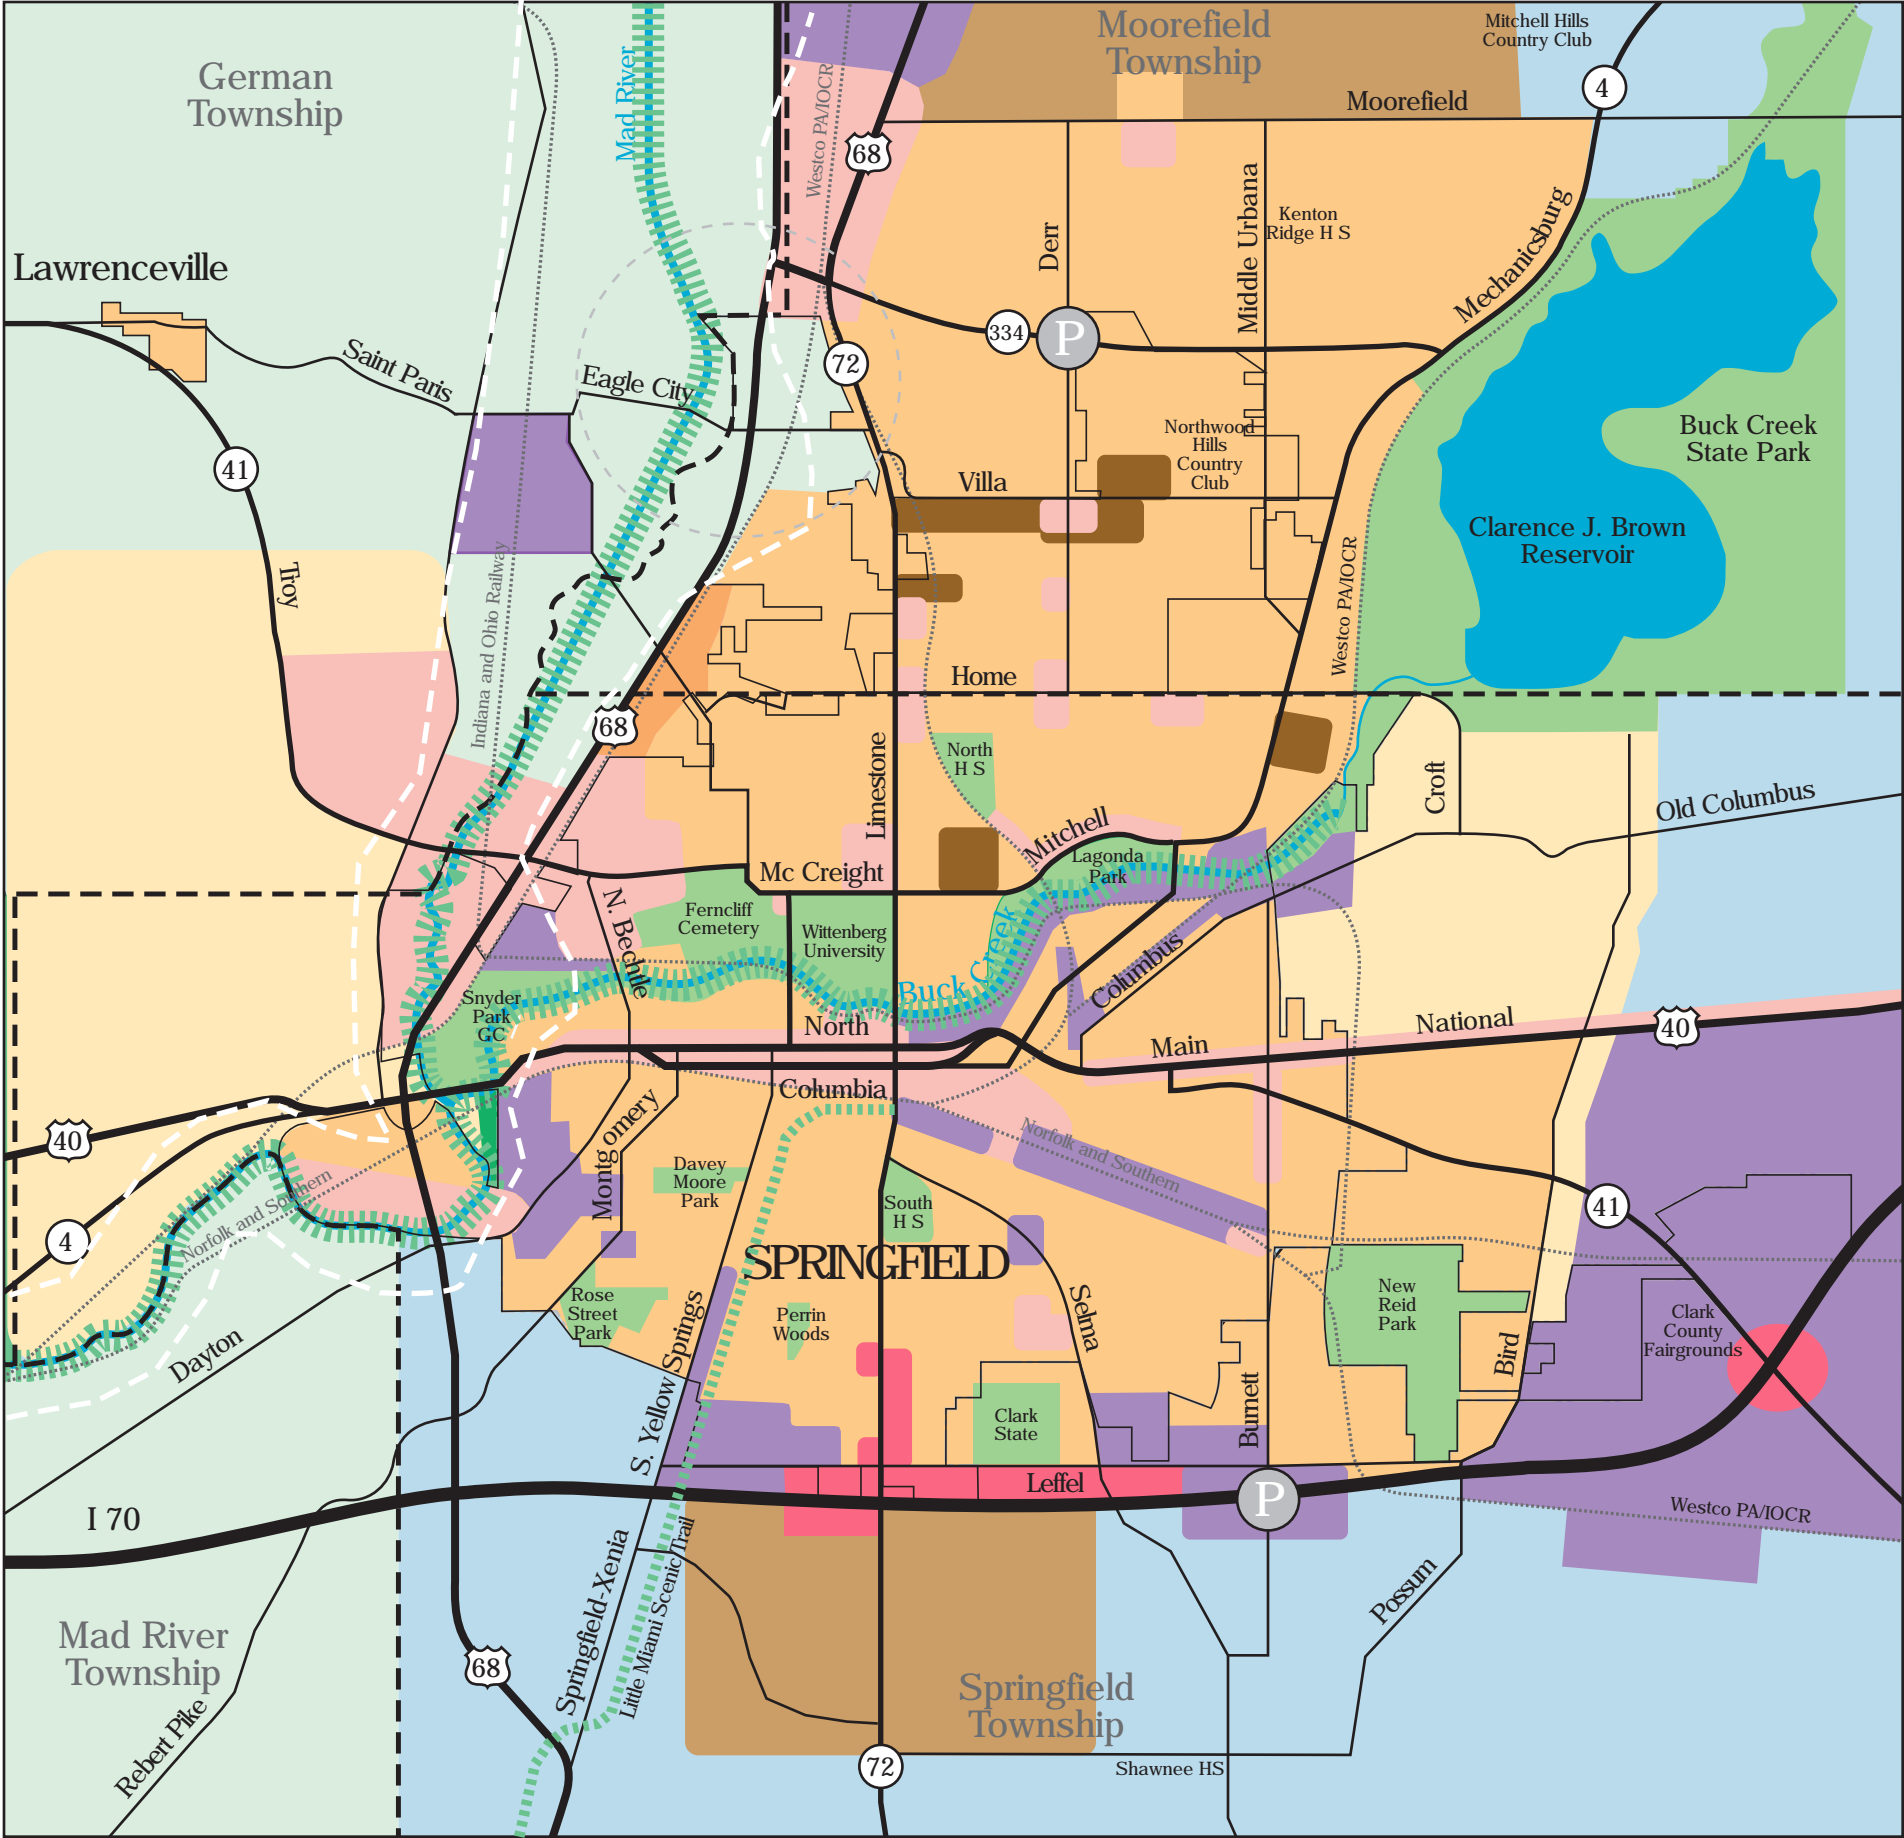 Moorefield
Township
Mitchell Hills
Country Club
German
Township
Mad River
Westco PA/IOCR
68
4
Moorefield
Kenton
Ridge H S
Middle Urbana
Derr
Mechanicsburg
Lawrenceville
334
P
72
Saint Paris
Eagle City
41
Northwood
Hills
Country
Club
Buck Creek
State Park
Villa
Clarence J. Brown
Reservoir
Troy
Indiana and Ohio Railway
Westco PA/IOCR
Home
68
North
H S
Limestone
Croft
Old Columbus
Mitchell
Lagonda
Park
Mc Creight
N. Bechtle
Ferncliff
Cemetery
Wittenberg
University
Buck Creek
Columbus
Snyder
Park
GC
North
National
40
Main
Columbia
40
Montgomery
Norfolk and Southern
Norfolk and Southern
Davey
Moore
Park
South
H S
4
41
SPRINGFIELD
Rose
Street
Park
Perrin
Woods
Selma
New
Reid
Park
Clark
County
Fairgrounds
Dayton
S. Yellow Springs
Bird
Burnett
Clark
State
Leffel
P
I 70
Westco PA/IOCR
Springfield-Xenia
Little Miami Scenic Trail
Possum
Mad River
Township
68
Springfield
Township
Rebert Pike
72
Shawnee HS